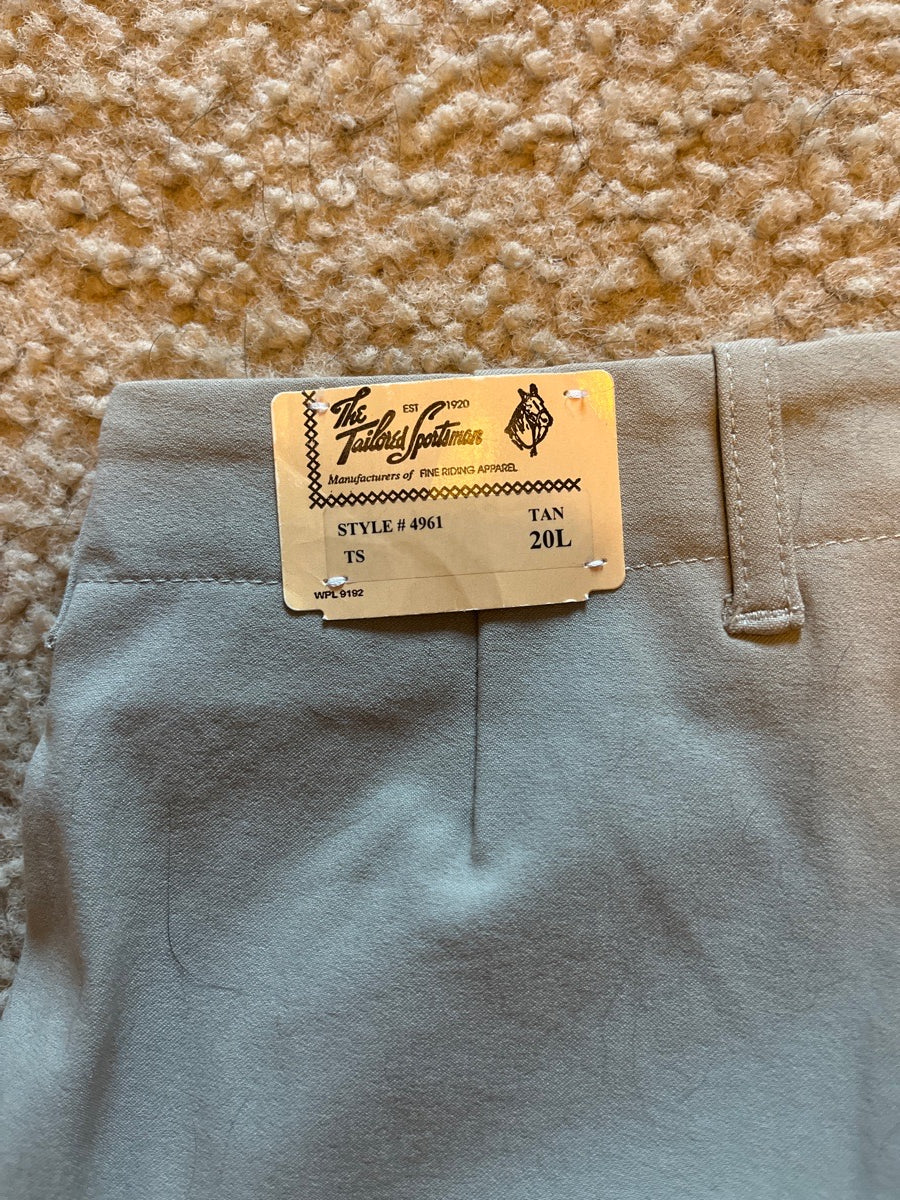 The EST 1920
Tailored Sportsman
Manufacturers of FINE RIDING APPAREL
STYLE # 4961 TAN
TS 20L
WPL 9192